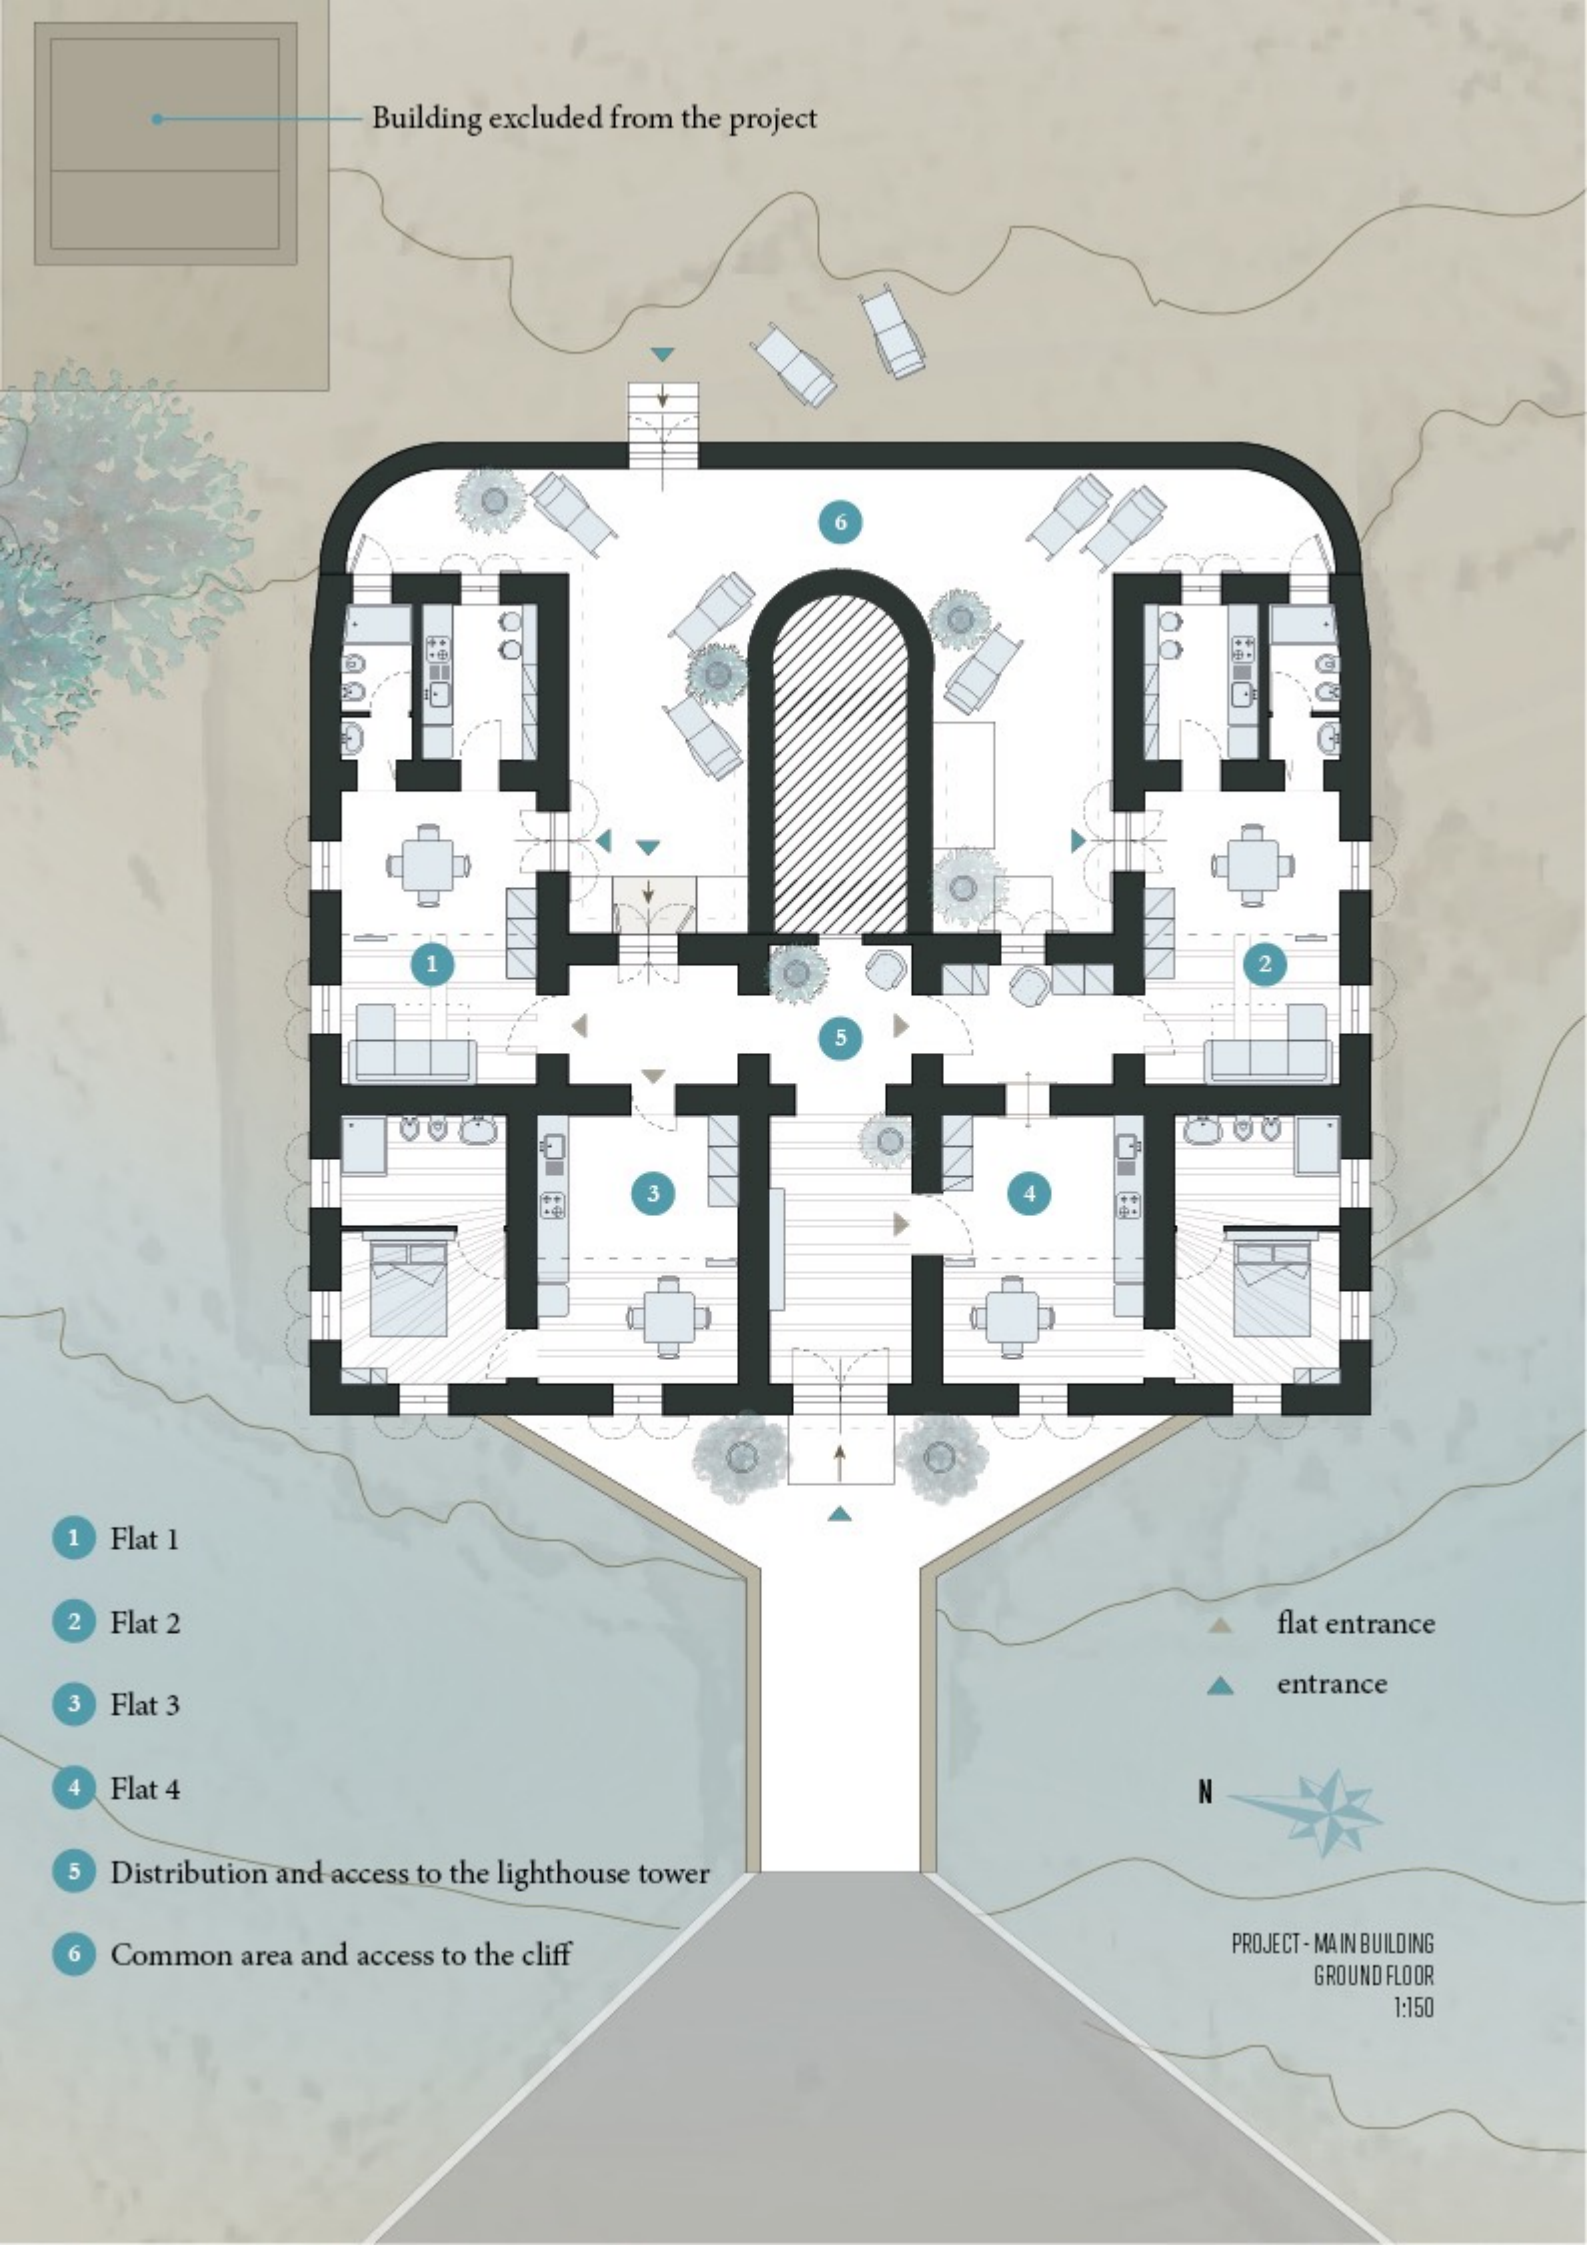 Building excluded from the project
6
1
2
5
3
4
1 Flat 1
2 Flat 2
3 Flat 3
4 Flat 4
5 Distribution and access to the lighthouse tower
6 Common area and access to the cliff
flat entrance
entrance
N
PROJECT - MAIN BUILDING
GROUND FLOOR
1:150